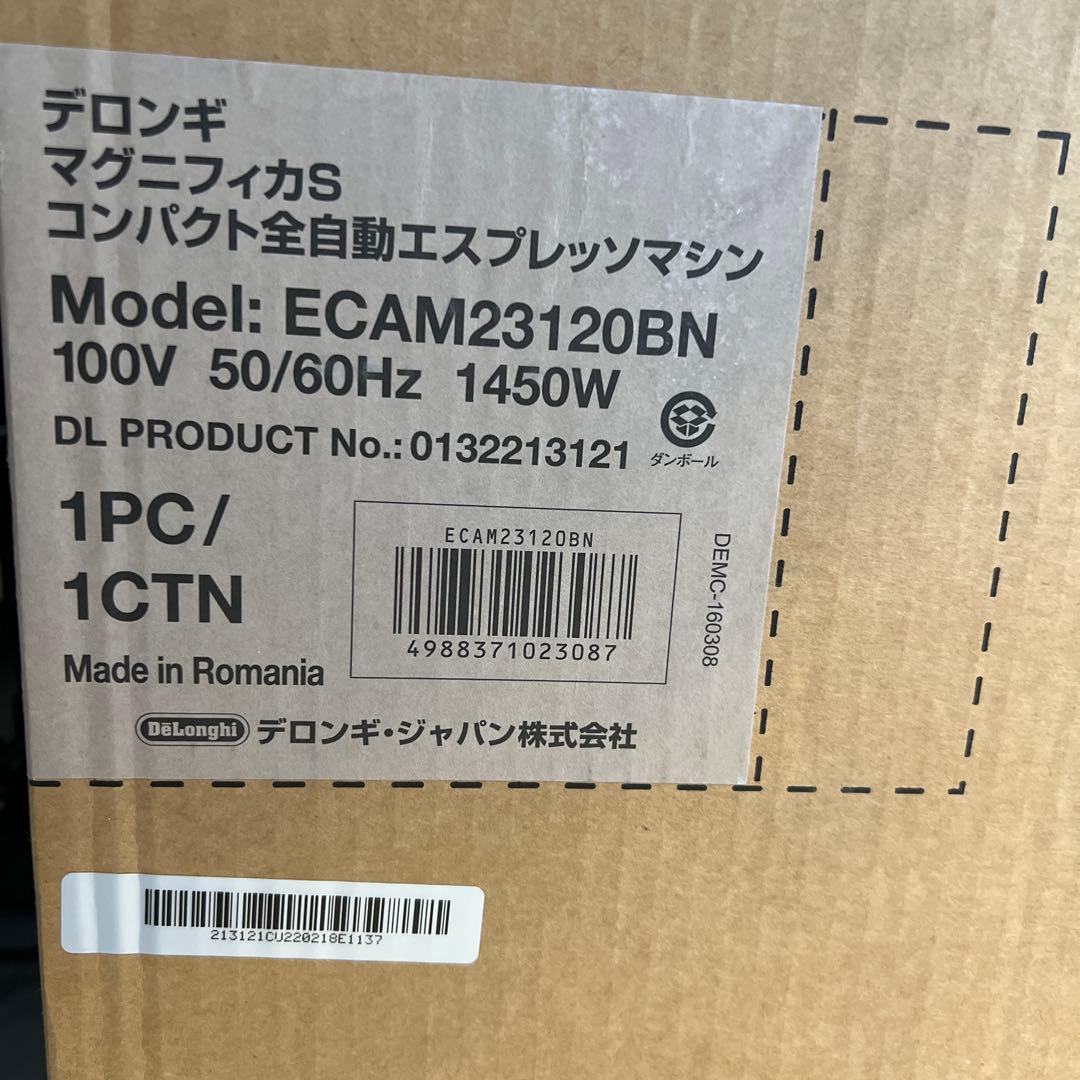 デロンギ
マグニフィカS
コンパクト全自動エスプレッソマシン
Model: ECAM23120BN
100V 50/60Hz 1450W
DL PRODUCT No.: 0132213121
ダンボール
1PC/
1CTN
ECAM23120BN
4988371023087
DEMC-160308
Made in Romania
DeLonghi デロンギ・ジャパン株式会社
213121CU220218E1137